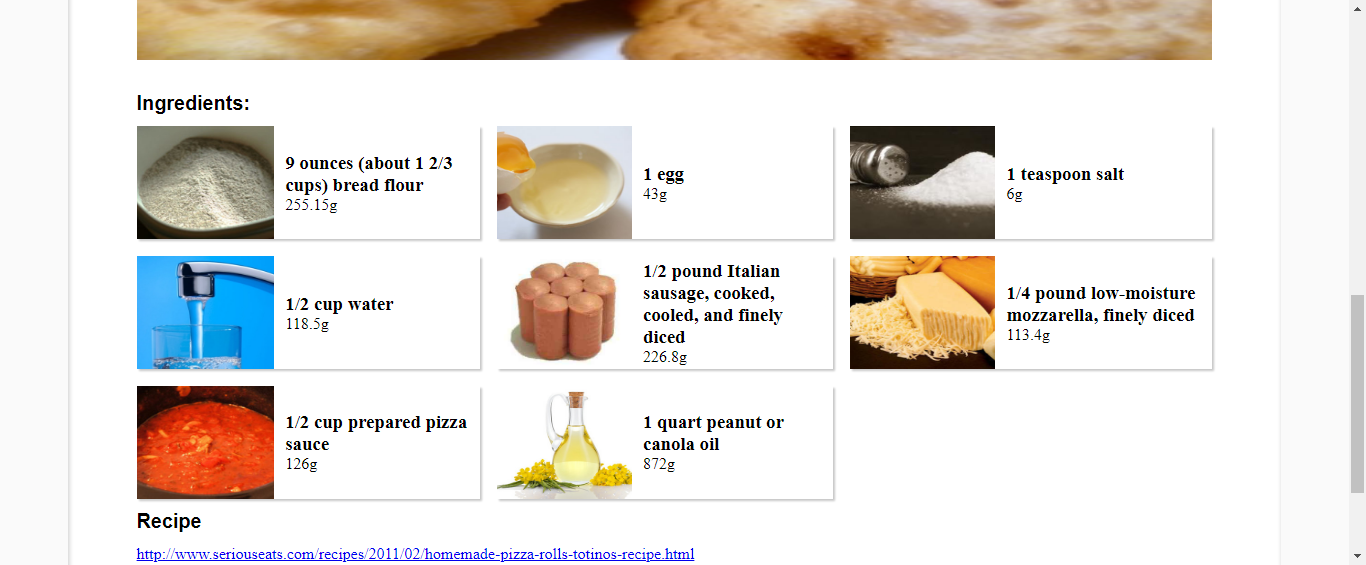 Ingredients:
9 ounces (about 1 2/3
cups) bread flour
255.15g
1 egg
43g
1 teaspoon salt
6g
1/2 cup water
118.5g
1/2 pound Italian
sausage, cooked,
cooled, and finely
diced
226.8g
1/4 pound low-moisture
mozzarella, finely diced
113.4g
1/2 cup prepared pizza
sauce
126g
1 quart peanut or
canola oil
872g
Recipe
http://www.seriouseats.com/recipes/2011/02/homemade-pizza-rolls-totinos-recipe.html